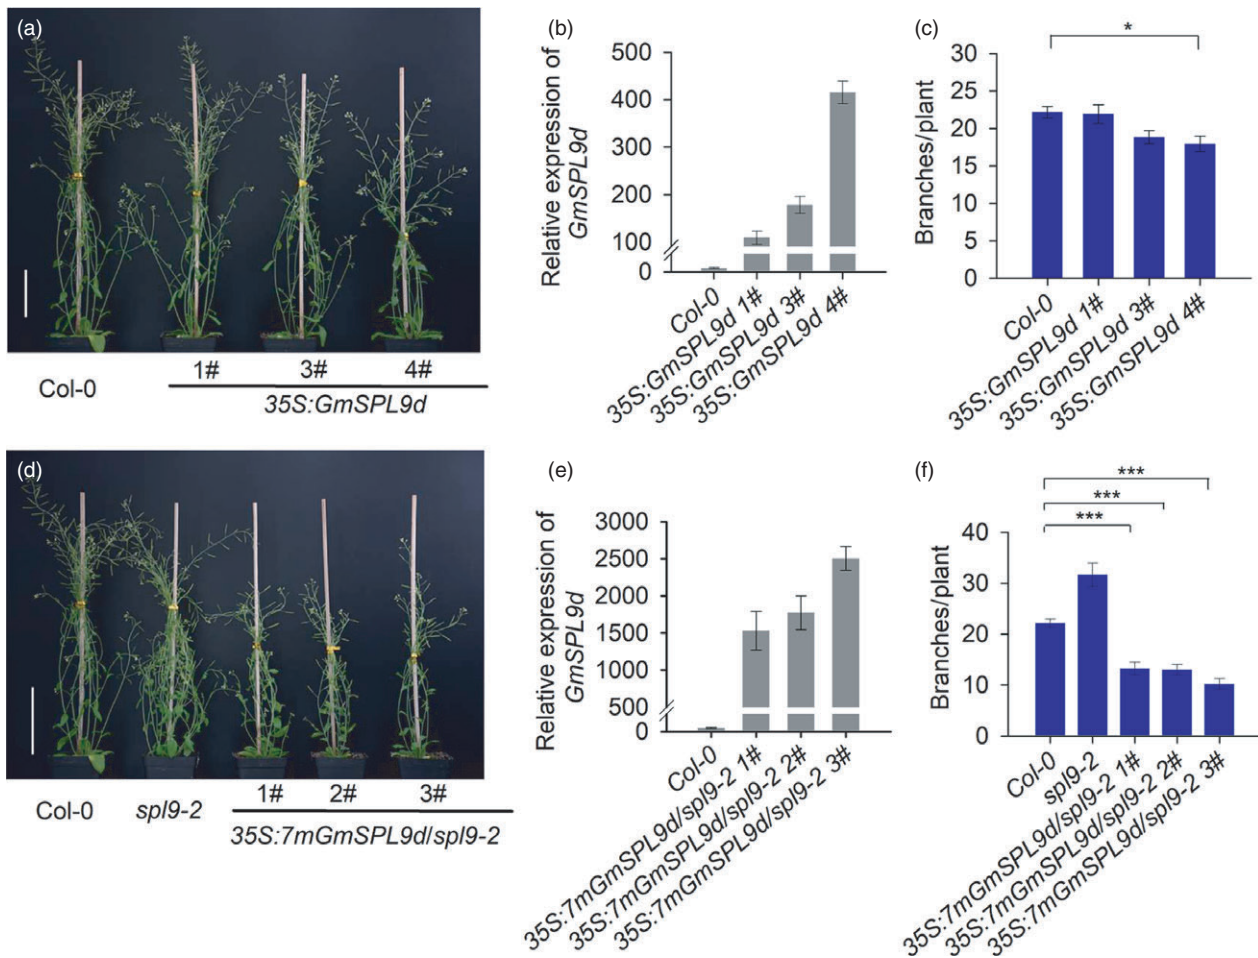 (a)
Col-0
1# 3# 4#
35S:GmSPL9d
(b)
Relative expression of
GmSPL9d
500
400
300
200
100
0
Col-0
35S:GmSPL9d 1#
35S:GmSPL9d 3#
35S:GmSPL9d 4#
(c)
*
Branches/plant
30
25
20
15
10
5
0
Col-0
35S:GmSPL9d 1#
35S:GmSPL9d 3#
35S:GmSPL9d 4#
(d)
Col-0
spl9-2
1# 2# 3#
35S:7mGmSPL9d/spl9-2
(e)
Relative expression of
GmSPL9d
3000
2500
2000
1500
1000
500
0
Col-0
35S:7mGmSPL9d/spl9-2 1#
35S:7mGmSPL9d/spl9-2 2#
35S:7mGmSPL9d/spl9-2 3#
(f)
***
***
***
Branches/plant
40
30
20
10
0
Col-0
spl9-2
35S:7mGmSPL9d/spl9-2 1#
35S:7mGmSPL9d/spl9-2 2#
35S:7mGmSPL9d/spl9-2 3#